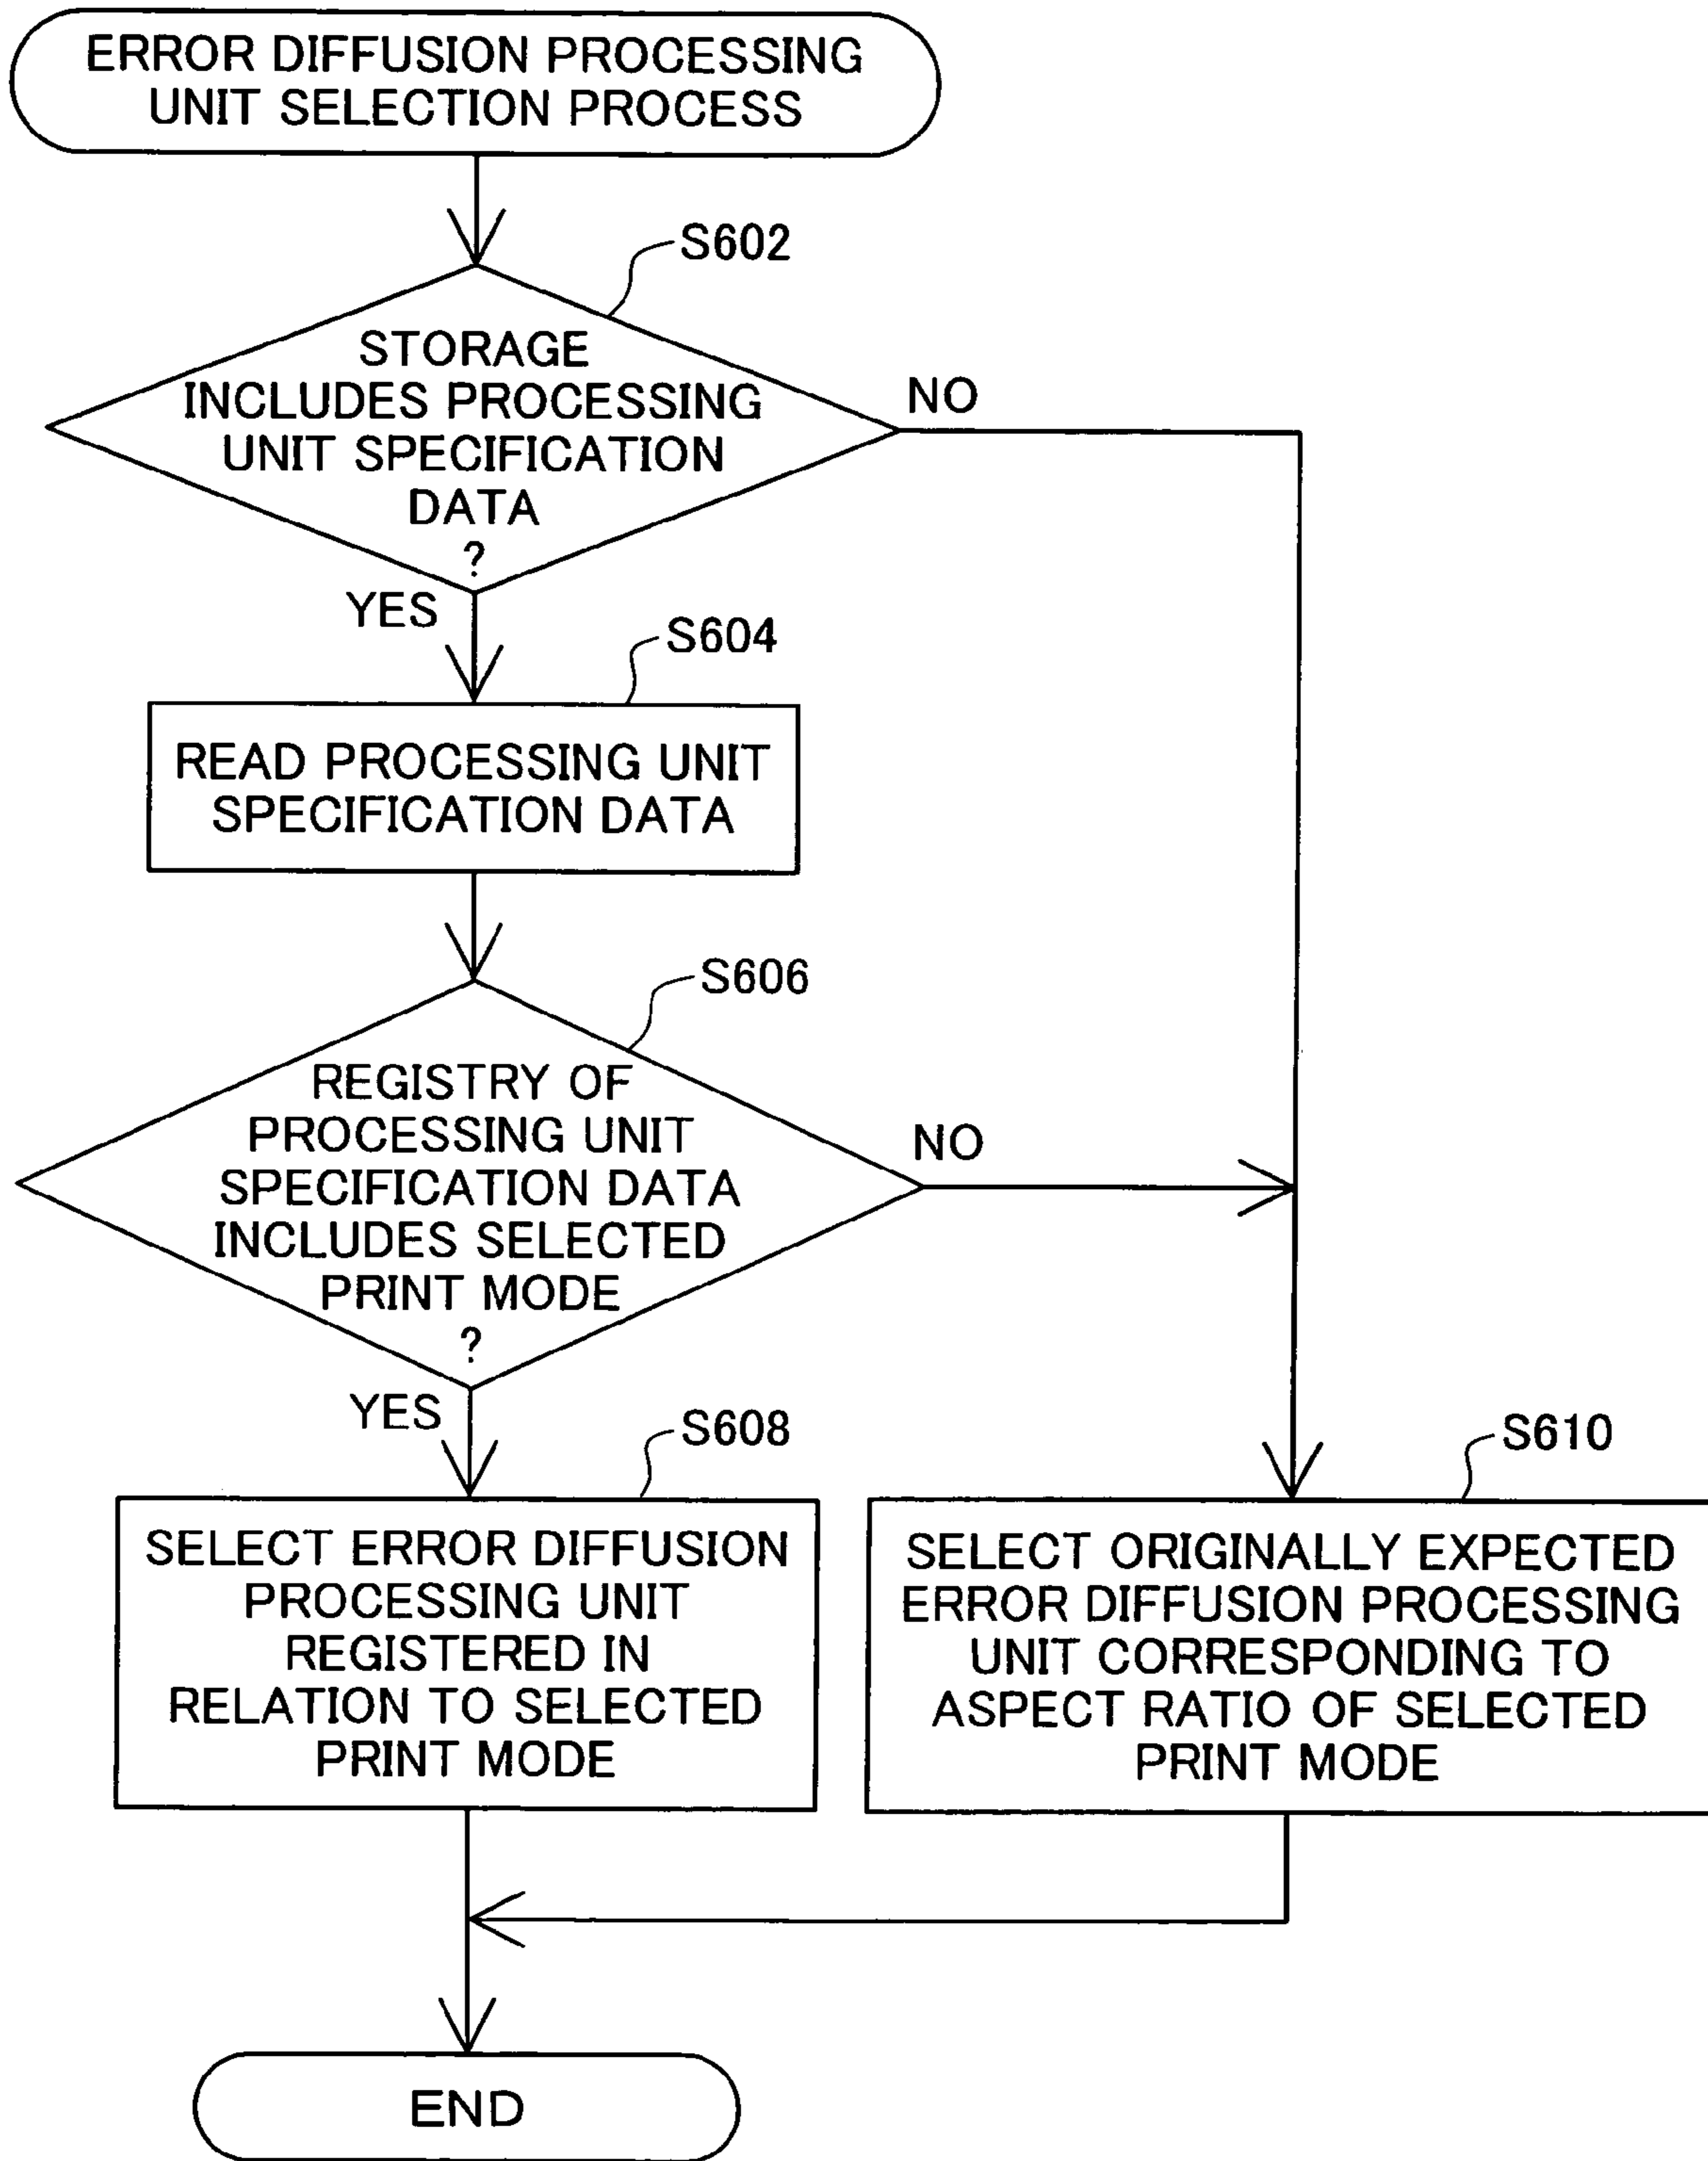 ERROR DIFFUSION PROCESSING
UNIT SELECTION PROCESS
S602
STORAGE
INCLUDES PROCESSING
UNIT SPECIFICATION
DATA
?
NO
YES
S604
READ PROCESSING UNIT
SPECIFICATION DATA
S606
REGISTRY OF
PROCESSING UNIT
SPECIFICATION DATA
INCLUDES SELECTED
PRINT MODE
?
NO
YES
S608
SELECT ERROR DIFFUSION
PROCESSING UNIT
REGISTERED IN
RELATION TO SELECTED
PRINT MODE
S610
SELECT ORIGINALLY EXPECTED
ERROR DIFFUSION PROCESSING
UNIT CORRESPONDING TO
ASPECT RATIO OF SELECTED
PRINT MODE
END